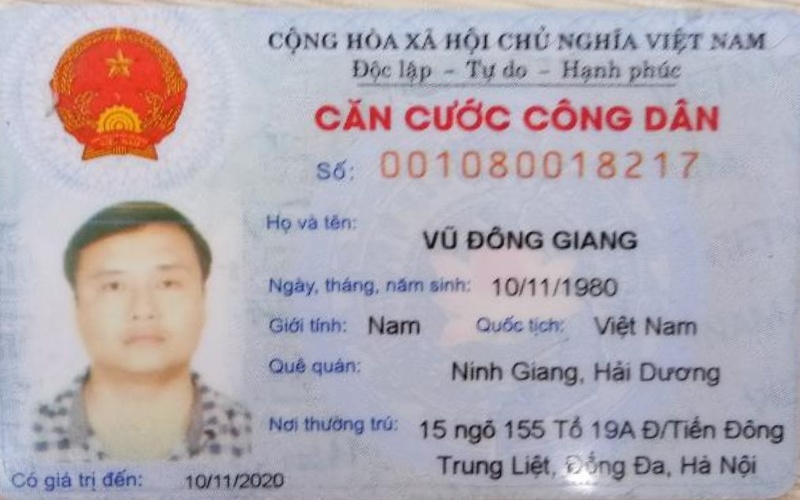 CỘNG HÒA XÃ HỘI CHỦ NGHĨA VIỆT NAM
Độc lập - Tự do - Hạnh phúc
CĂN CƯỚC CÔNG DÂN
Số: 001080018217
Họ và tên: VŨ ĐÔNG GIANG
Ngày, tháng, năm sinh: 10/11/1980
Giới tính: Nam Quốc tịch: Việt Nam
Quê quán: Ninh Giang, Hải Dương
Nơi thường trú: 15 ngõ 155 Tổ 19A Đ/Tiến Đông
Trung Liệt, Đống Đa, Hà Nội
Có giá trị đến: 10/11/2020